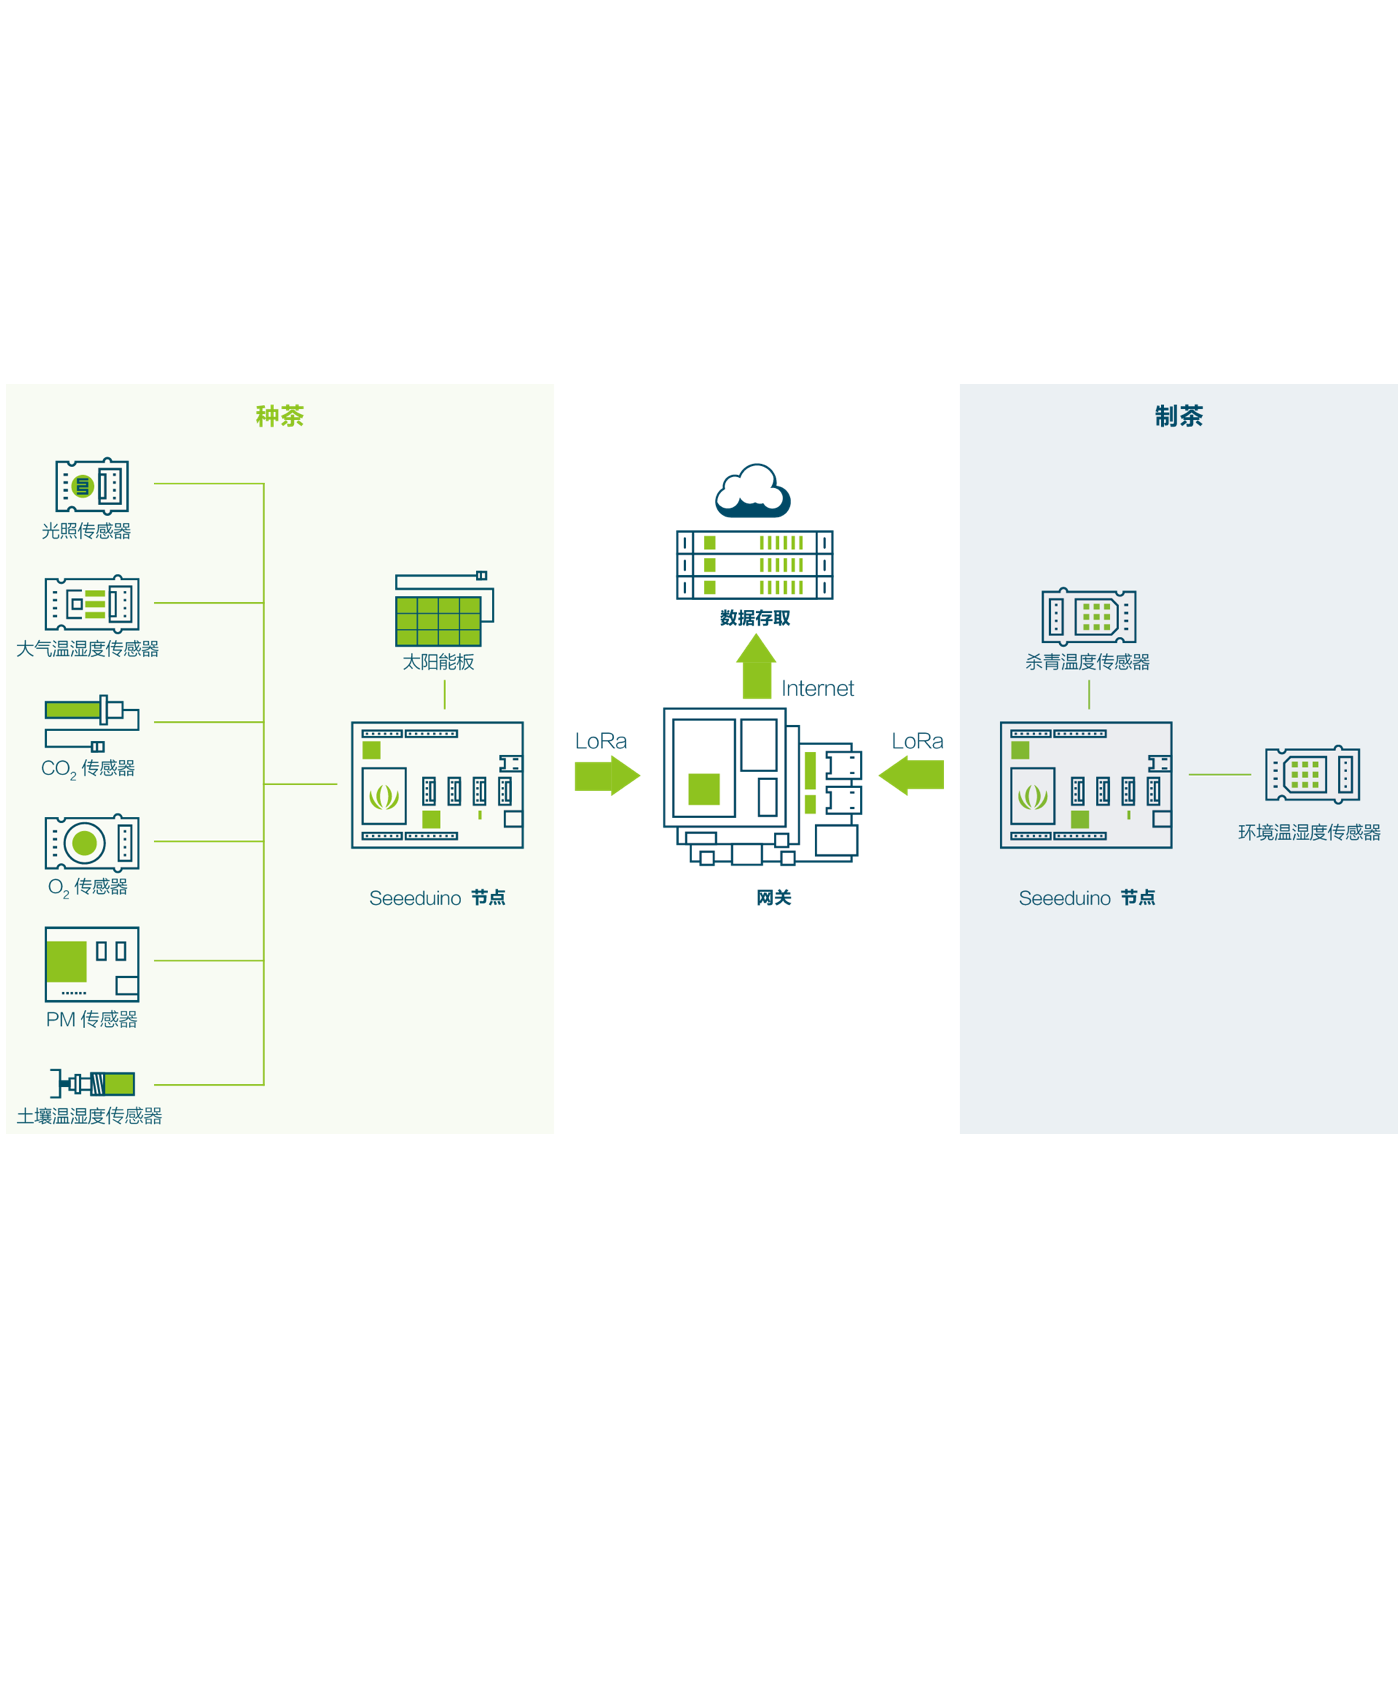 种茶
光照传感器
大气温湿度传感器
CO₂ 传感器
O₂ 传感器
PM 传感器
土壤温湿度传感器
太阳能板
Seeeduino 节点
LoRa
数据存取
Internet
网关
LoRa
制茶
杀青温度传感器
Seeeduino 节点
环境温湿度传感器